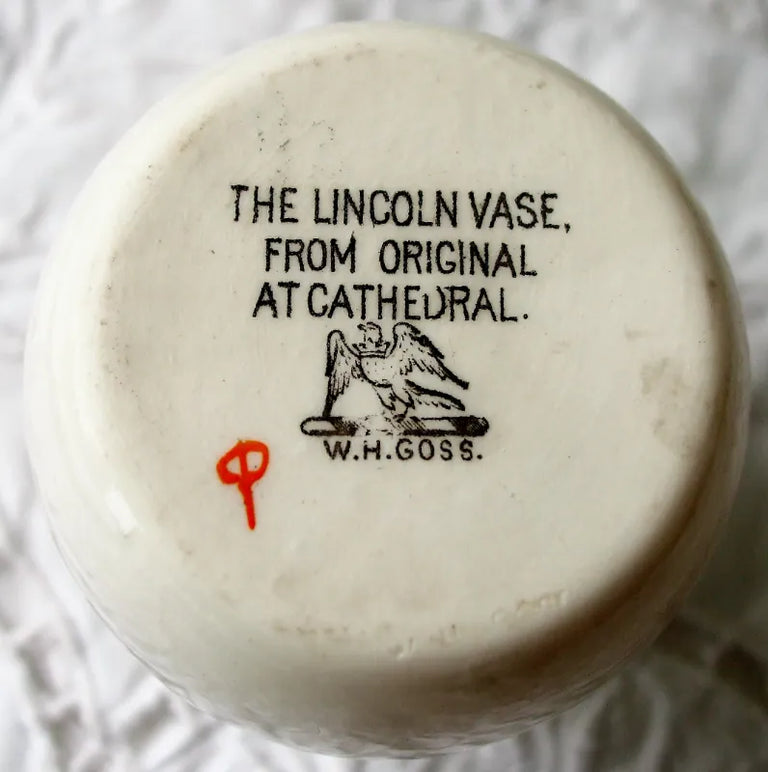 THE LINCOLN VASE,
FROM ORIGINAL
AT CATHEDRAL.
W.H.GOSS.